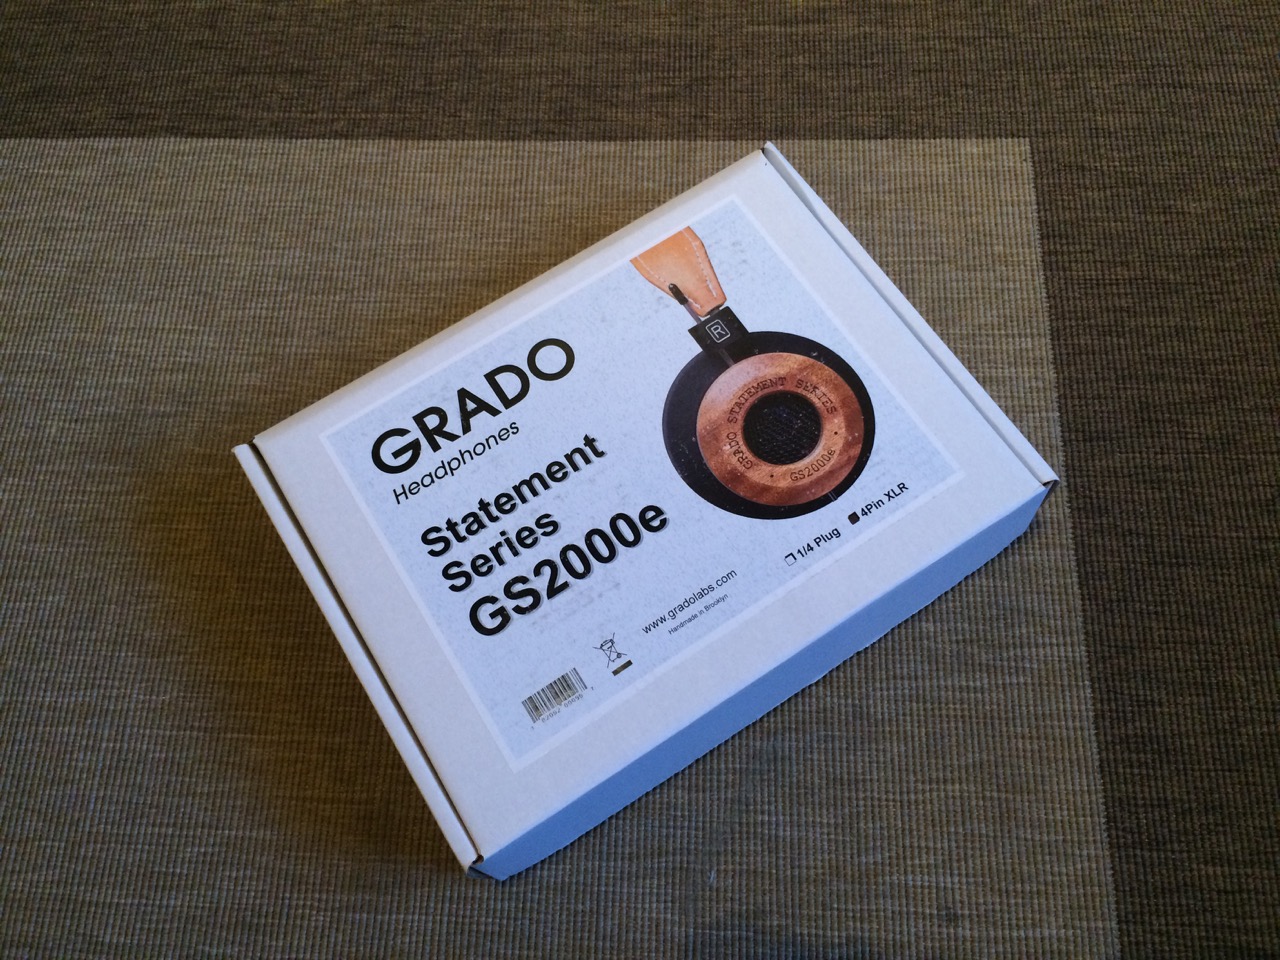 GRADO
Headphones
Statement
Series
GS2000e
R
GRADO STATEMENT SERIES
GS2000e
1/4 Plug
4Pin XLR
www.gradolabs.com
Handmade in Brooklyn